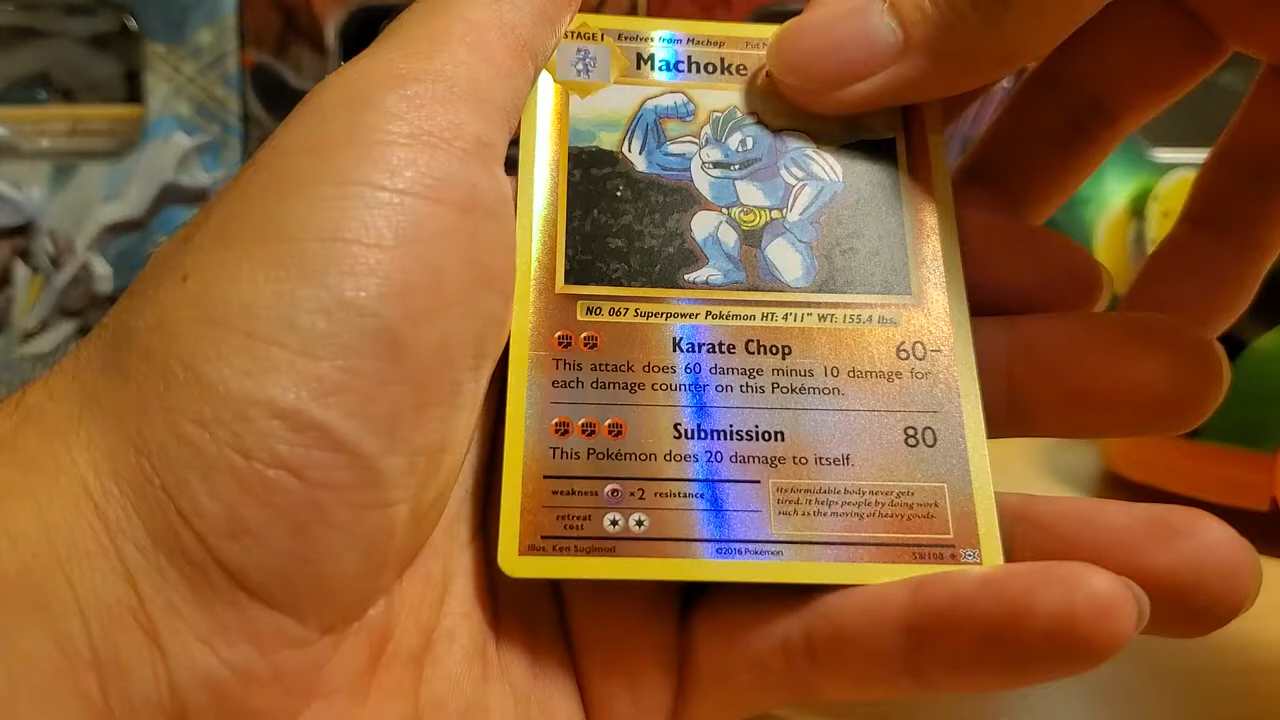 STAGE 1 Evolves from Machop Put
Machoke
NO. 067 Superpower Pokémon HT: 4'11" WT: 155.4 lbs.
Karate Chop 60-
This attack does 60 damage minus 10 damage for
each damage counter on this Pokémon.
Submission 80
This Pokémon does 20 damage to itself.
weakness ×2 resistance
Its formidable body never gets
tired. It helps people by doing work
such as the moving of heavy goods.
retreat
cost
Illus. Ken Sugimori ©2016 Pokémon 58/108